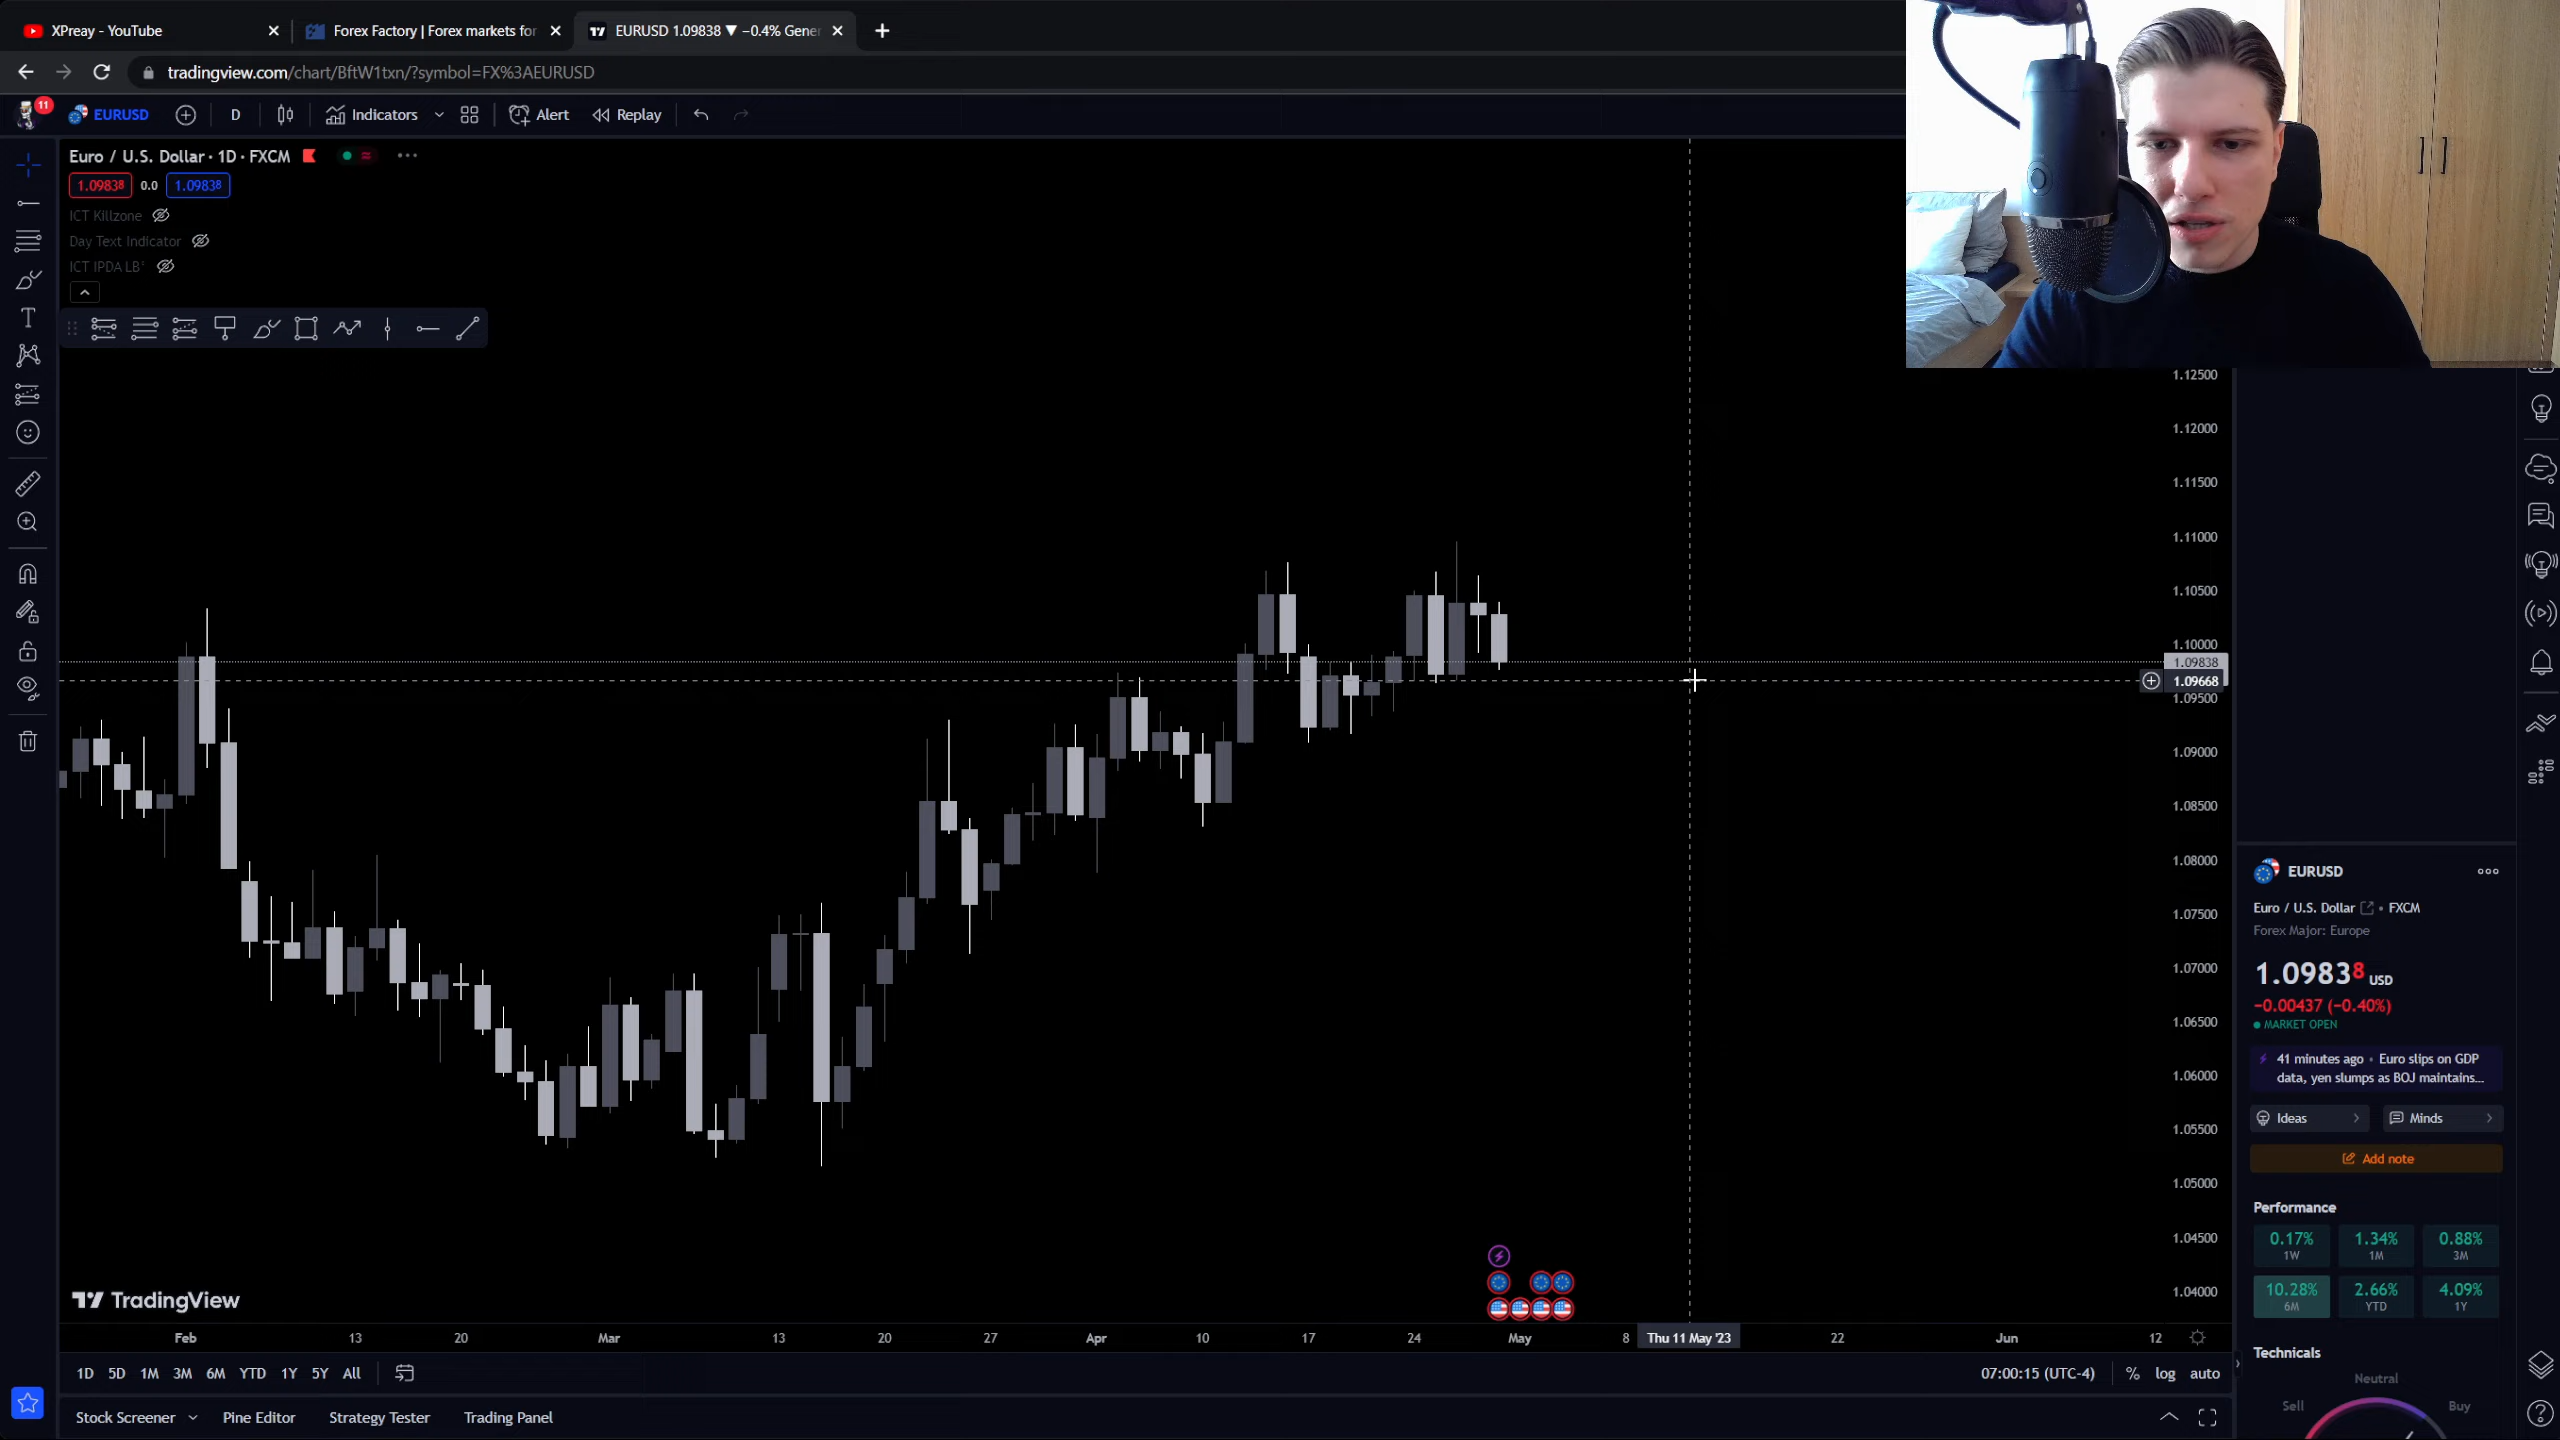 XPreay - YouTube
Forex Factory | Forex markets for
EURUSD 1.09838 ▼ −0.4% Gene
tradingview.com/chart/BftW1txn/?symbol=FX%3AEURUSD
11
EURUSD
D
Indicators
Alert
Replay
Euro / U.S. Dollar · 1D · FXCM
1.09838
0.0
1.09838
ICT Killzone
Day Text Indicator
ICT IPDA LB
1.12500
1.12000
1.11500
1.11000
1.10500
1.10000
1.09838
1.09668
1.09500
1.09000
1.08500
1.08000
1.07500
1.07000
1.06500
1.06000
1.05500
1.05000
1.04500
1.04000
EURUSD
Euro / U.S. Dollar • FXCM
Forex Major: Europe
1.09838 USD
−0.00437 (−0.40%)
MARKET OPEN
41 minutes ago • Euro slips on GDP
data, yen slumps as BOJ maintains...
Ideas
Minds
Add note
Performance
0.17%
1W
1.34%
1M
0.88%
3M
10.28%
6M
2.66%
YTD
4.09%
1Y
Technicals
Neutral
Sell
Buy
TradingView
Feb
13
20
Mar
13
20
27
Apr
10
17
24
May
8
Thu 11 May '23
22
Jun
12
1D
5D
1M
3M
6M
YTD
1Y
5Y
All
07:00:15 (UTC-4)
%
log
auto
Stock Screener
Pine Editor
Strategy Tester
Trading Panel